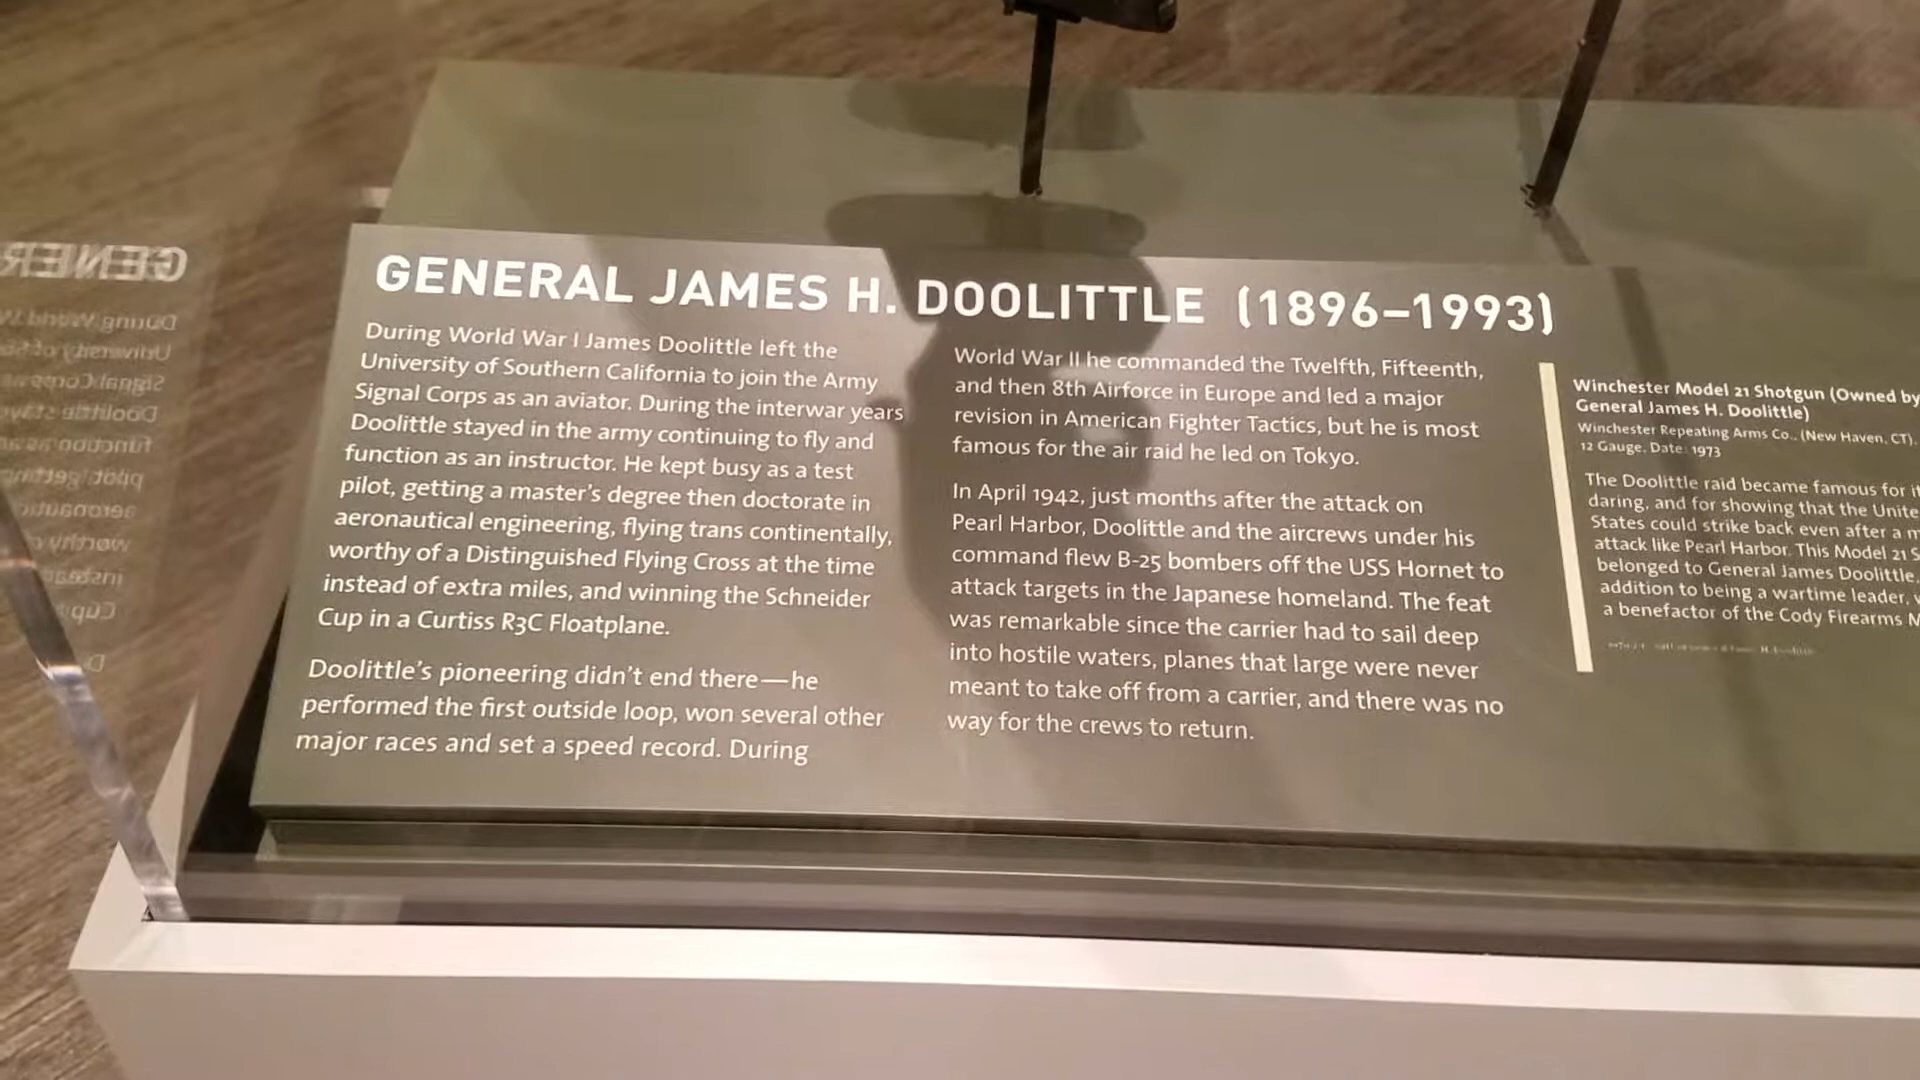 GENERAL JAMES H. DOOLITTLE (1896–1993)
During World War I James Doolittle left the
University of Southern California to join the Army
Signal Corps as an aviator. During the interwar years
Doolittle stayed in the army continuing to fly and
function as an instructor. He kept busy as a test
pilot, getting a master's degree then doctorate in
aeronautical engineering, flying trans continentally,
worthy of a Distinguished Flying Cross at the time
instead of extra miles, and winning the Schneider
Cup in a Curtiss R3C Floatplane.
Doolittle's pioneering didn't end there—he
performed the first outside loop, won several other
major races and set a speed record. During
World War II he commanded the Twelfth, Fifteenth,
and then 8th Airforce in Europe and led a major
revision in American Fighter Tactics, but he is most
famous for the air raid he led on Tokyo.
In April 1942, just months after the attack on
Pearl Harbor, Doolittle and the aircrews under his
command flew B-25 bombers off the USS Hornet to
attack targets in the Japanese homeland. The feat
was remarkable since the carrier had to sail deep
into hostile waters, planes that large were never
meant to take off from a carrier, and there was no
way for the crews to return.
Winchester Model 21 Shotgun (Owned by
General James H. Doolittle)
Winchester Repeating Arms Co., (New Haven, CT).
12 Gauge. Date: 1973
The Doolittle raid became famous for
daring, and for showing that the
States could strike back even after a
attack like Pearl Harbor. This Model 21
belonged to General James Doolittle,
addition to being a wartime leader,
a benefactor of the Cody Firearms